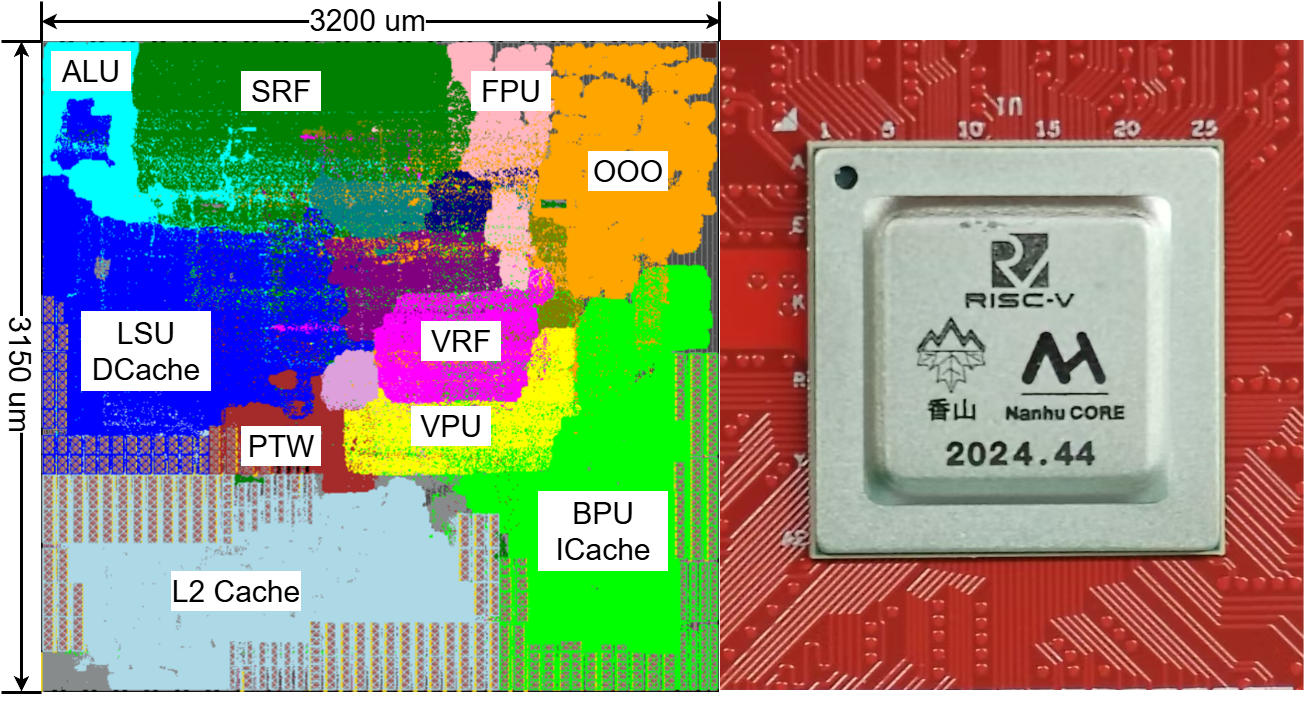 3200 um
3150 um
ALU
SRF
FPU
OOO
LSU
DCache
VRF
PTW
VPU
BPU
ICache
L2 Cache
U1
1 5 10 15 20 25
A
E
K
R
RISC-V
香山
Nanhu CORE
2024.44